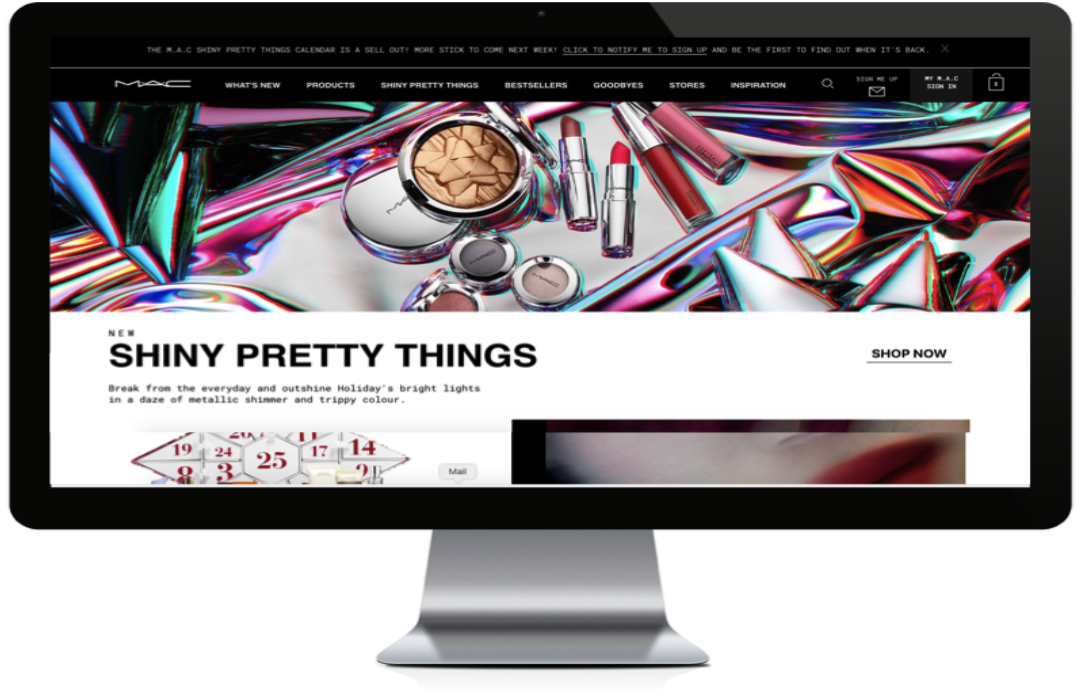 THE M.A.C SHINY PRETTY THINGS CALENDAR IS A SELL OUT! MORE STICK TO COME NEXT WEEK! CLICK TO NOTIFY ME TO SIGN UP AND BE THE FIRST TO FIND OUT WHEN IT'S BACK.
MAC WHAT'S NEW PRODUCTS SHINY PRETTY THINGS BESTSELLERS GOODBYES STORES INSPIRATION SIGN ME UP MY M.A.C
SIGN IN
MAC
NEW
SHINY PRETTY THINGS
SHOP NOW
Break from the everyday and outshine Holiday's bright lights
in a daze of metallic shimmer and trippy colour.
20 11
19 24 25 17 14
8 3 9
Mail